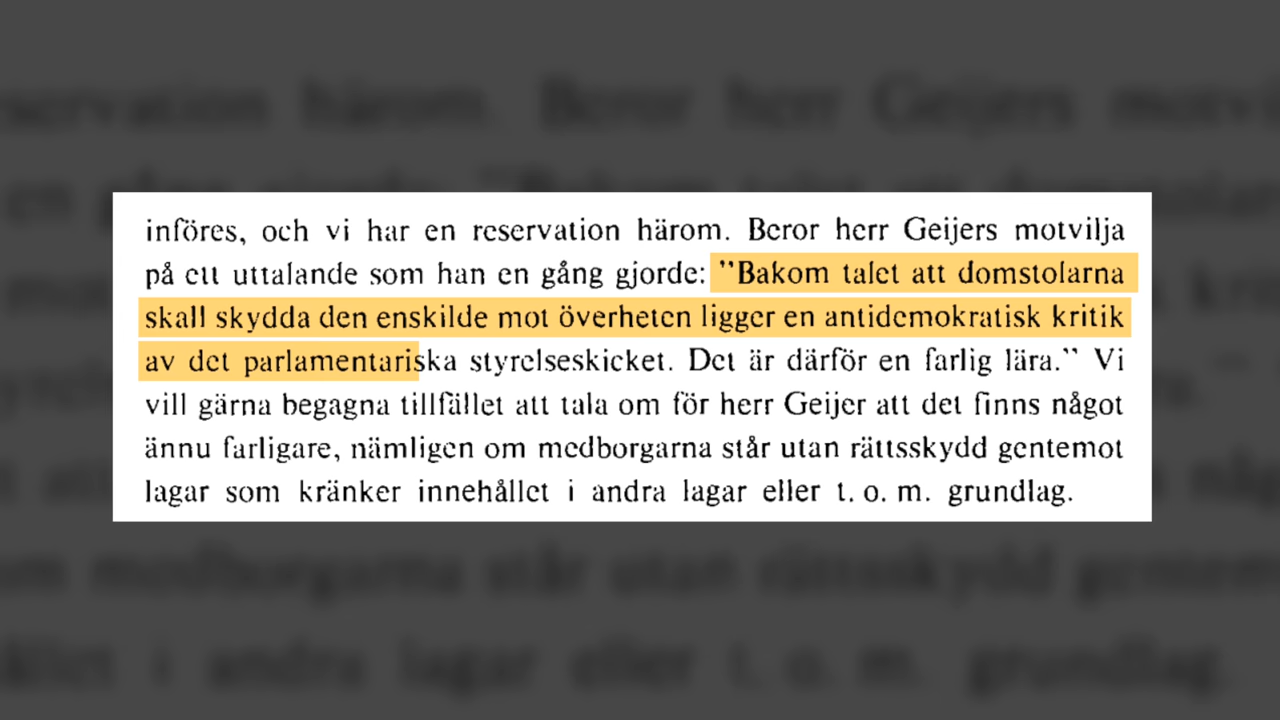 införes, och vi har en reservation härom. Beror herr Geijers motvilja
på ett uttalande som han en gång gjorde: ”Bakom talet att domstolarna
skall skydda den enskilde mot överheten ligger en antidemokratisk kritik
av det parlamentariska styrelseskicket. Det är därför en farlig lära.” Vi
vill gärna begagna tillfället att tala om för herr Geijer att det finns något
ännu farligare, nämligen om medborgarna står utan rättsskydd gentemot
lagar som kränker innehållet i andra lagar eller t. o. m. grundlag.